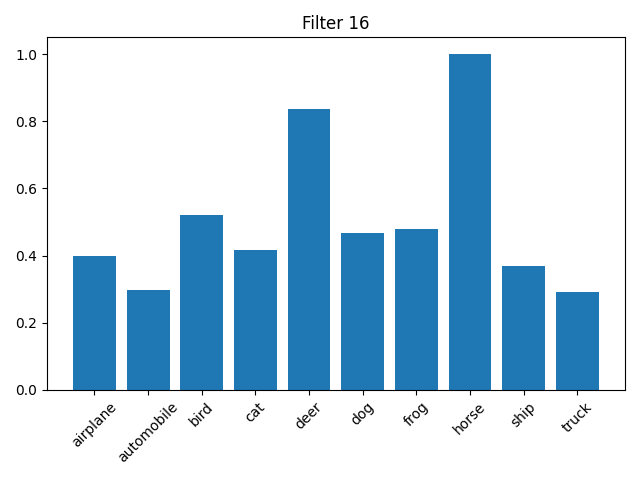 Filter 16
1.0
0.8
0.6
0.4
0.2
0.0
airplane
automobile
bird
cat
deer
dog
frog
horse
ship
truck